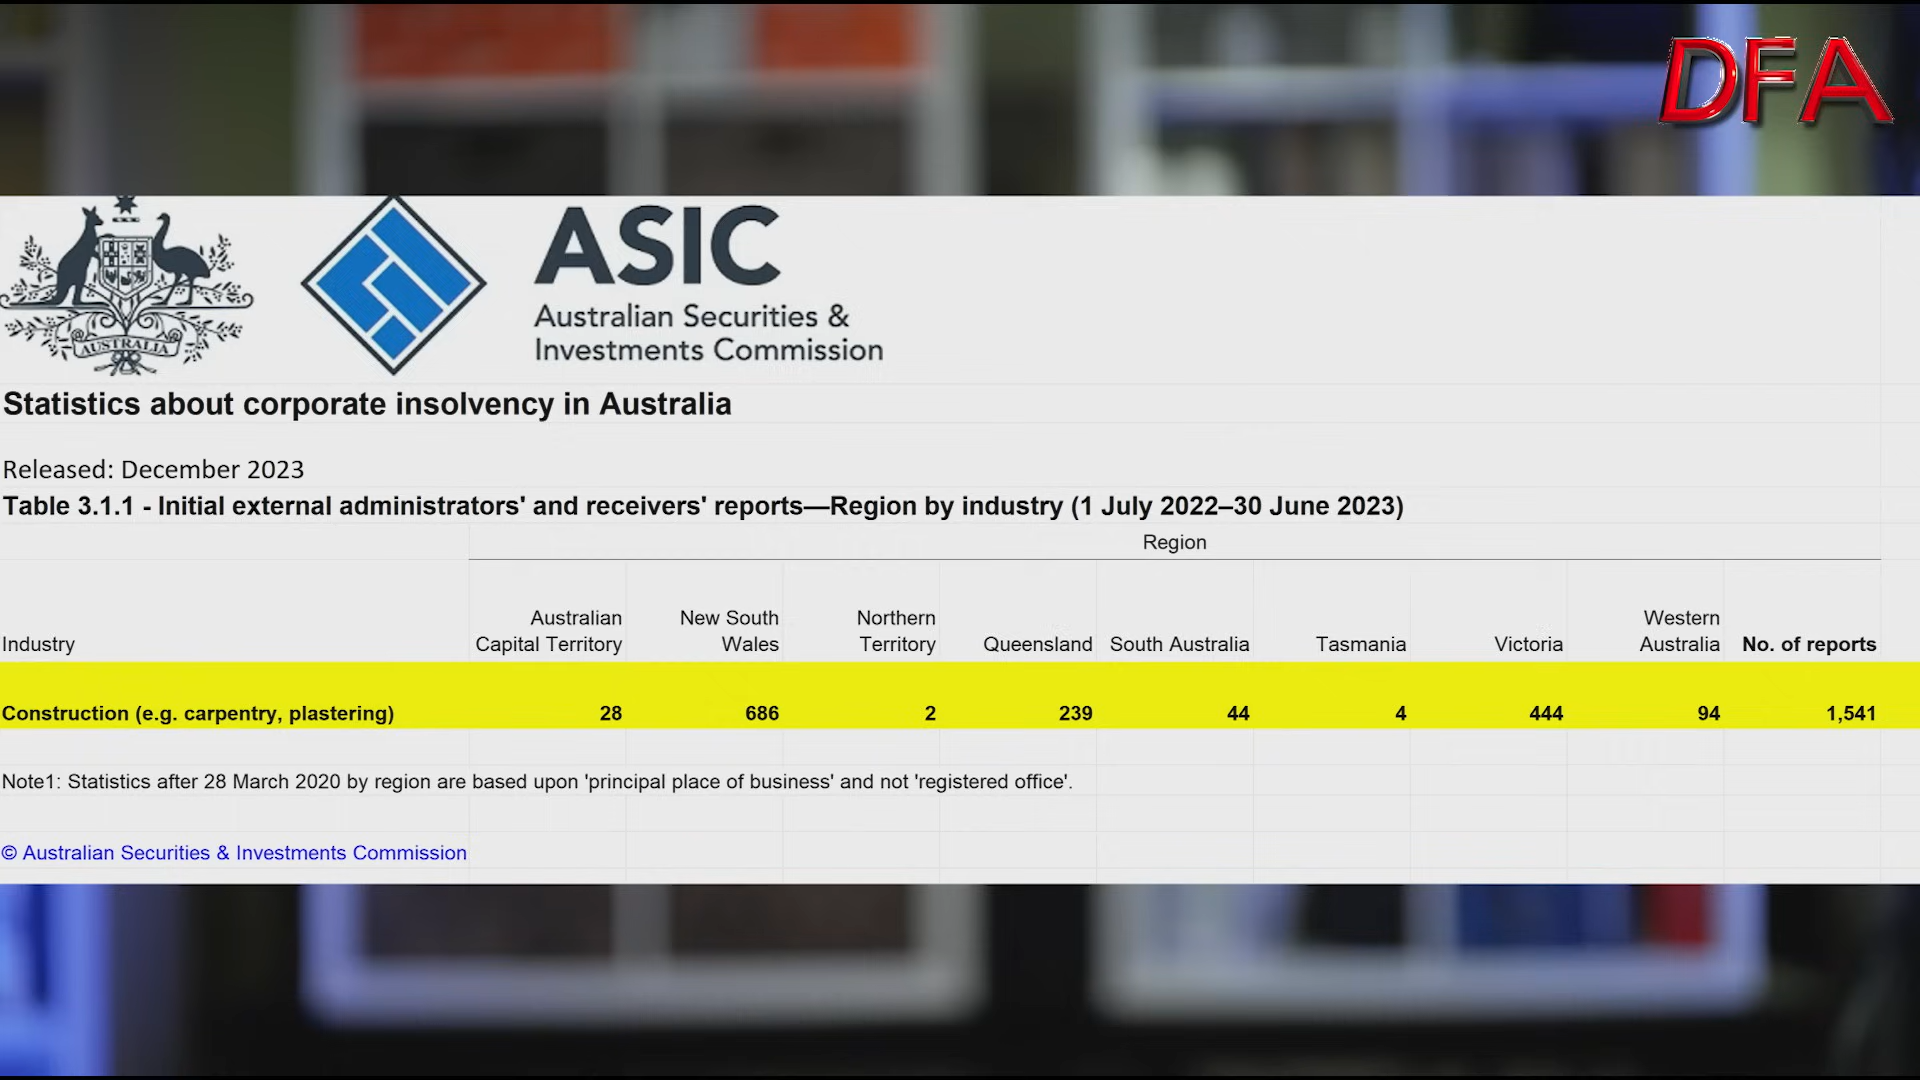 DFA
ASIC
Australian Securities &
Investments Commission
AUSTRALIA
Statistics about corporate insolvency in Australia
Released: December 2023
Table 3.1.1 - Initial external administrators' and receivers' reports—Region by industry (1 July 2022–30 June 2023)
Region
Industry Australian Capital Territory New South Wales Northern Territory Queensland South Australia Tasmania Victoria Western Australia No. of reports
Construction (e.g. carpentry, plastering) 28 686 2 239 44 4 444 94 1,541
Note1: Statistics after 28 March 2020 by region are based upon 'principal place of business' and not 'registered office'.
© Australian Securities & Investments Commission